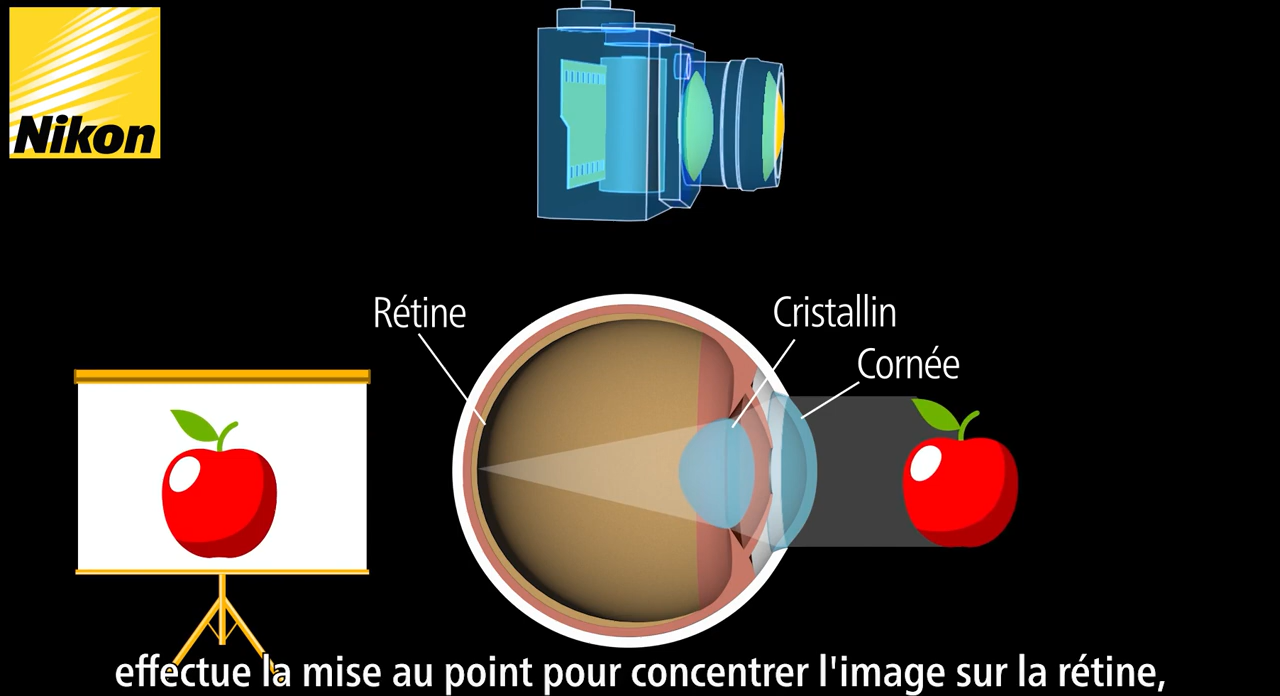 Nikon
Rétine
Cristallin
Cornée
effectue la mise au point pour concentrer l'image sur la rétine,